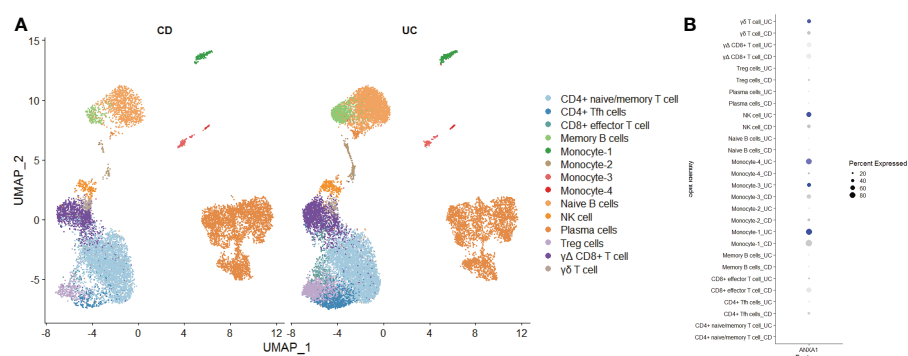 A
CD
UC
15
10
5
0
-5
UMAP_2
-8
-4
0
4
8
12
-8
-4
0
4
8
12
UMAP_1
CD4+ naive/memory T cell
CD4+ Tfh cells
CD8+ effector T cell
Memory B cells
Monocyte-1
Monocyte-2
Monocyte-3
Monocyte-4
Naive B cells
NK cell
Plasma cells
Treg cells
γΔ CD8+ T cell
γδ T cell
B
γδ T cell_UC
γδ T cell_CD
γΔ CD8+ T cell_UC
γΔ CD8+ T cell_CD
Treg cells_UC
Treg cells_CD
Plasma cells_UC
Plasma cells_CD
NK cell_UC
NK cell_CD
Naive B cells_UC
Naive B cells_CD
Monocyte-4_UC
Monocyte-4_CD
Monocyte-3_UC
Monocyte-3_CD
Monocyte-2_UC
Monocyte-2_CD
Monocyte-1_UC
Monocyte-1_CD
Memory B cells_UC
Memory B cells_CD
CD8+ effector T cell_UC
CD8+ effector T cell_CD
CD4+ Tfh cells_UC
CD4+ Tfh cells_CD
CD4+ naive/memory T cell_UC
CD4+ naive/memory T cell_CD
ANXA1
Percent Expressed
20
40
60
80